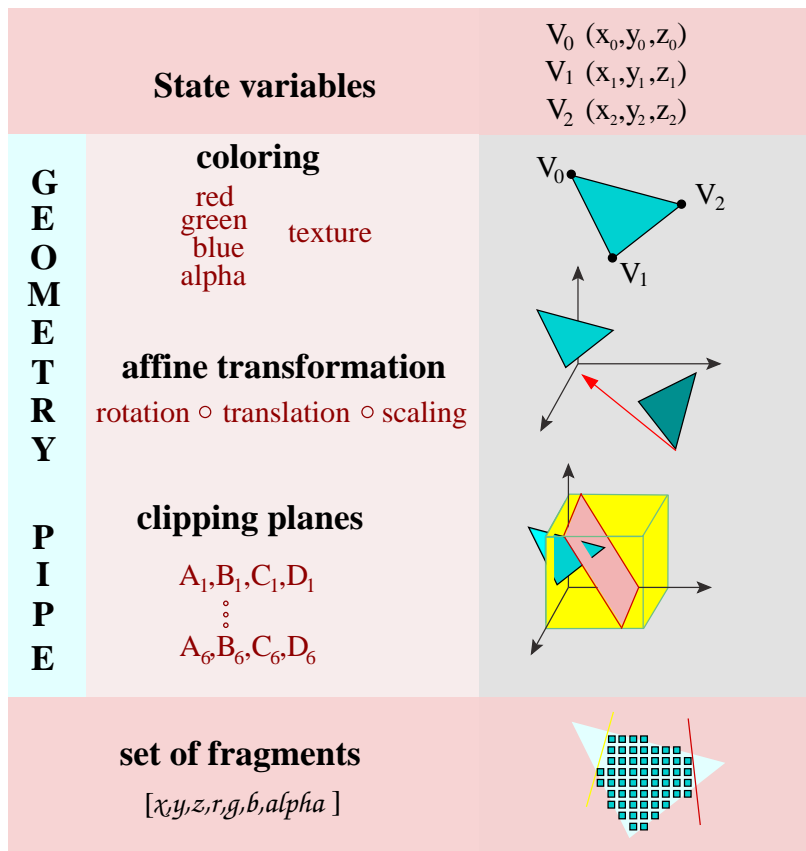 State variables
V0 (x0,y0,z0)
V1 (x1,y1,z1)
V2 (x2,y2,z2)
GEOMETRY PIPE
coloring
red
green
blue
alpha
texture
V0
V2
V1
affine transformation
rotation ○ translation ○ scaling
clipping planes
A1,B1,C1,D1
A6,B6,C6,D6
set of fragments
[x,y,z,r,g,b,alpha ]